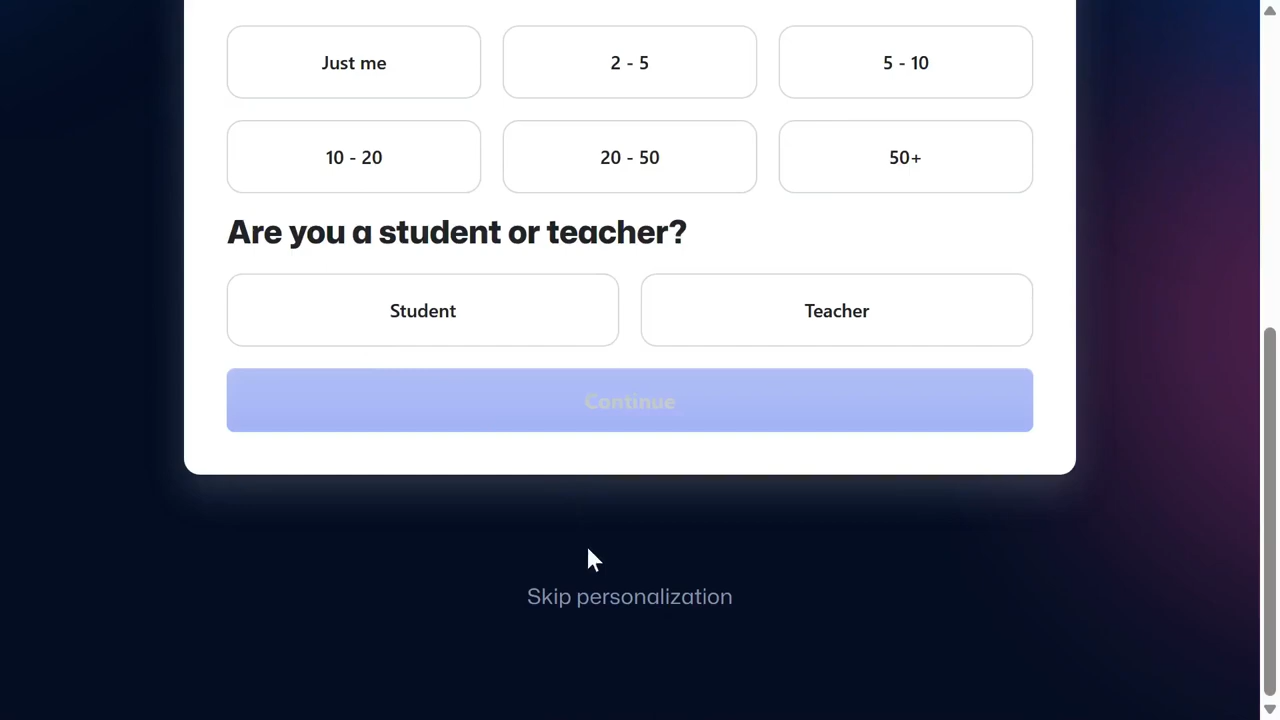 Just me
2 - 5
5 - 10
10 - 20
20 - 50
50+
Are you a student or teacher?
Student
Teacher
Continue
Skip personalization